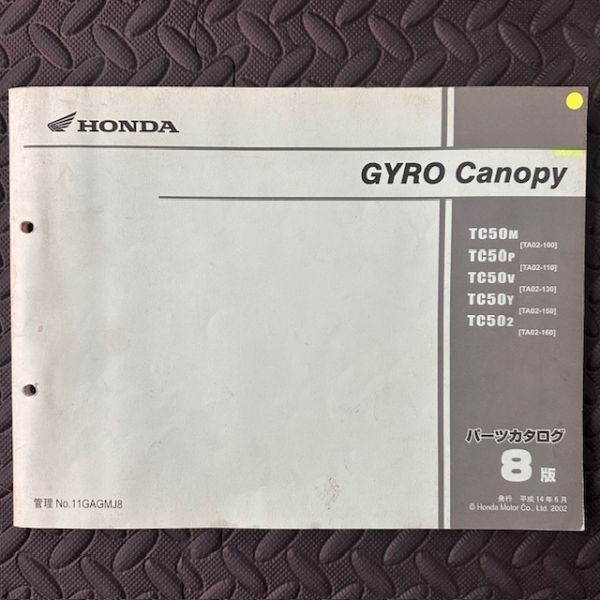 HONDA
GYRO Canopy
TC50M
[TA02-100]
TC50P
[TA02-110]
TC50V
[TA02-130]
TC50Y
[TA02-150]
TC502
[TA02-160]
パーツカタログ
8版
管理 No.11GAGMJ8
発行 平成14年6月
© Honda Motor Co., Ltd. 2002